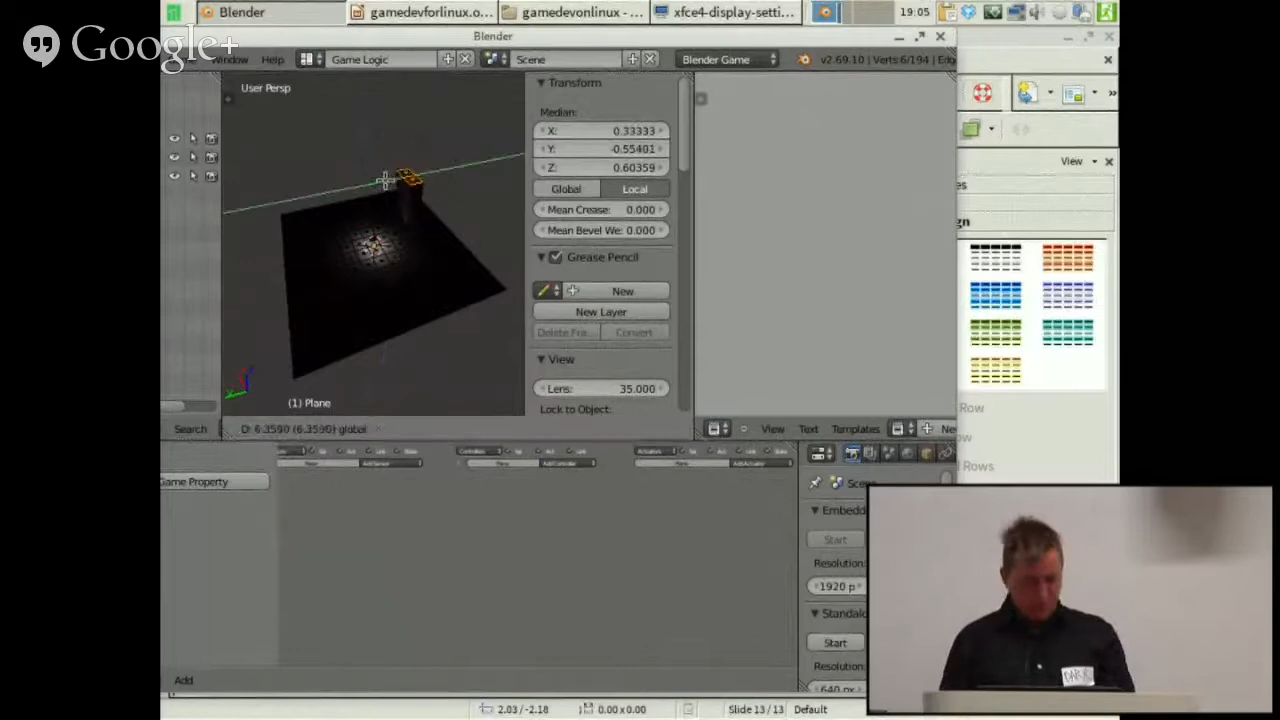 Blender
gamedevforlinux.o...
gamedevonlinux - ...
xfce4-display-setti...
19:05
Google+
Blender
Window
Help
Game Logic
Scene
Blender Game
v2.69.10 | Verts:6/194 | Edg
User Persp
Transform
Median:
X: 0.33333
Y: -0.55401
Z: 0.60359
Global
Local
Mean Crease: 0.000
Mean Bevel We: 0.000
Grease Pencil
New
New Layer
Delete Fra...
Convert
View
Lens: 35.000
Lock to Object:
(1) Plane
View
Row
Rows
Search
D: 6.3590 (6.3590) global
View
Text
Templates
Game Property
Embedd
Start
Resolution:
1920 p
Standalo
Start
Resolution:
640 px
Add
2.03 / -2.18
0.00 x 0.00
Slide 13 / 13
Default